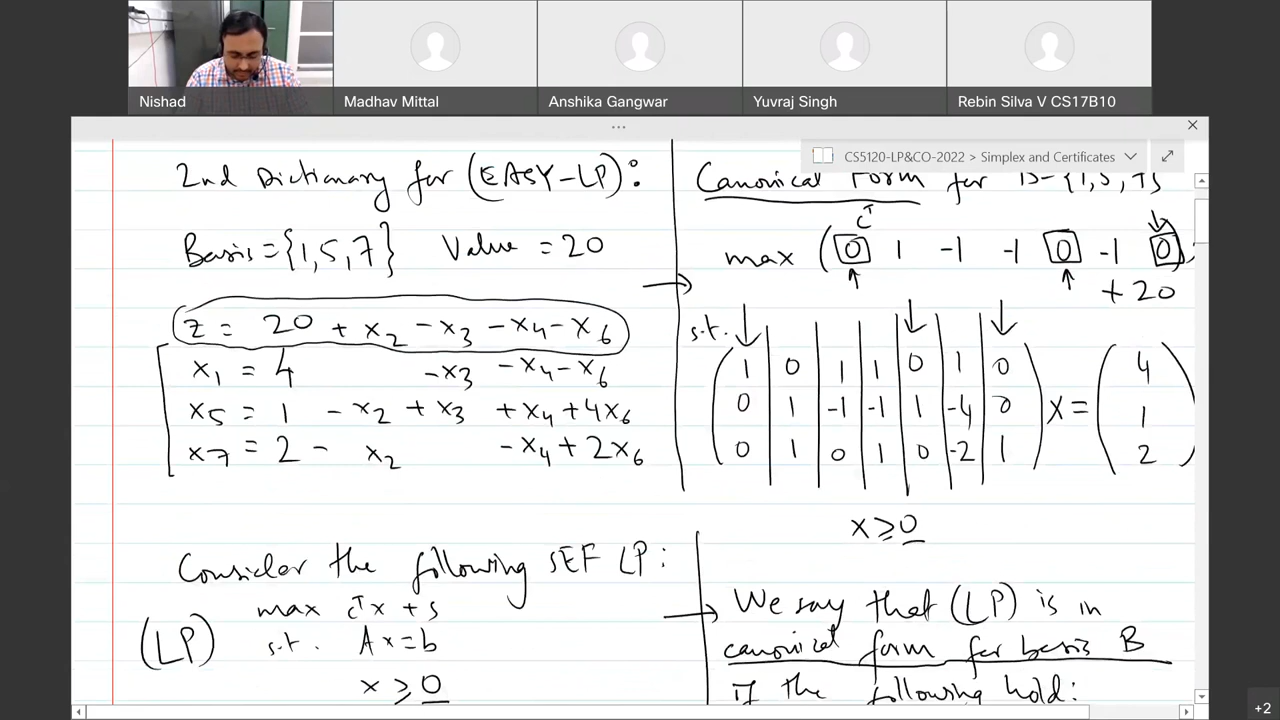 Nishad
Madhav Mittal
Anshika Gangwar
Yuvraj Singh
Rebin Silva V CS17B10
CS5120-LP&CO-2022 > Simplex and Certificates
2nd Dictionary for (EASY-LP):
Basis = {1, 5, 7} Value = 20
z = 20 + x2 - x3 - x4 - x6
x1 = 4 - x3 - x4 - x6
x5 = 1 - x2 + x3 + x4 + 4x6
x7 = 2 - x2 - x4 + 2x6
Consider the following SEF LP:
(LP) max cTx + s
s.t. Ax = b
x ≥ 0
Canonical Form for B={1, 5, 7}
cT
max (0 1 -1 -1 0 -1 0)
+ 20
s.t.
1 0 1 1 0 1 0
0 1 -1 -1 1 -4 0
0 1 0 1 0 -2 1
x =
4
1
2
x ≥ 0
We say that (LP) is in
canonical form for basis B
if the following hold:
+2